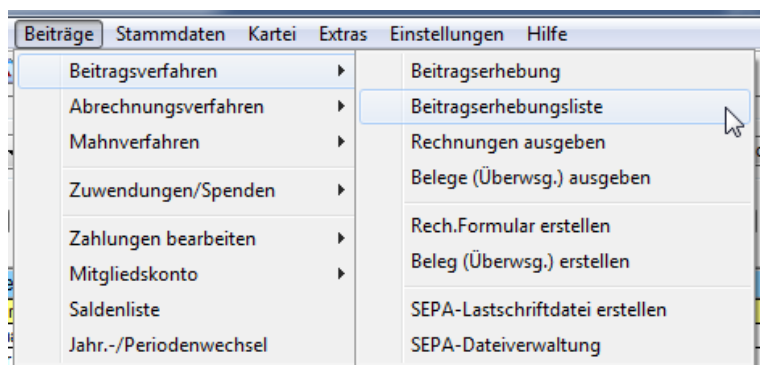 Beiträge Stammdaten Kartei Extras Einstellungen Hilfe
Beitragsverfahren
Abrechnungsverfahren
Mahnverfahren
Zuwendungen/Spenden
Zahlungen bearbeiten
Mitgliedskonto
Saldenliste
Jahr.-/Periodenwechsel
Beitragserhebung
Beitragserhebungsliste
Rechnungen ausgeben
Belege (Überwsg.) ausgeben
Rech.Formular erstellen
Beleg (Überwsg.) erstellen
SEPA-Lastschriftdatei erstellen
SEPA-Dateiverwaltung